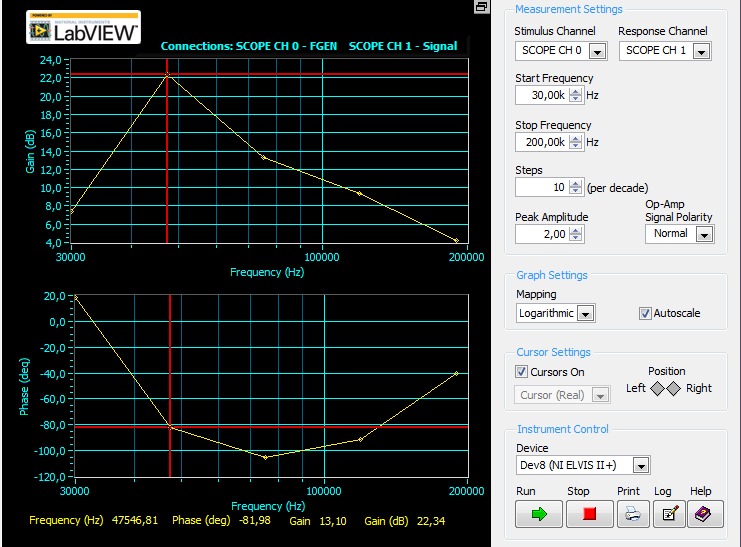 POWERED BY
NATIONAL INSTRUMENTS
LabVIEW
Connections: SCOPE CH 0 - FGEN SCOPE CH 1 - Signal
24,0
22,0
20,0
18,0
16,0
14,0
12,0
10,0
8,0
6,0
4,0
Gain (dB)
30000 100000 200000
Frequency (Hz)
20,0
0,0
-20,0
-40,0
-60,0
-80,0
-100,0
-120,0
Phase (deg)
30000 100000 200000
Frequency (Hz)
Frequency (Hz) 47546,81 Phase (deg) -81,98 Gain 13,10 Gain (dB) 22,34
Measurement Settings
Stimulus Channel Response Channel
SCOPE CH 0 SCOPE CH 1
Start Frequency
30,00k Hz
Stop Frequency
200,00k Hz
Steps
10 (per decade)
Peak Amplitude
2,00
Op-Amp
Signal Polarity
Normal
Graph Settings
Mapping
Logarithmic Autoscale
Cursor Settings
Cursors On Position
Cursor (Real) Left Right
Instrument Control
Device
Dev8 (NI ELVIS II+)
Run Stop Print Log Help